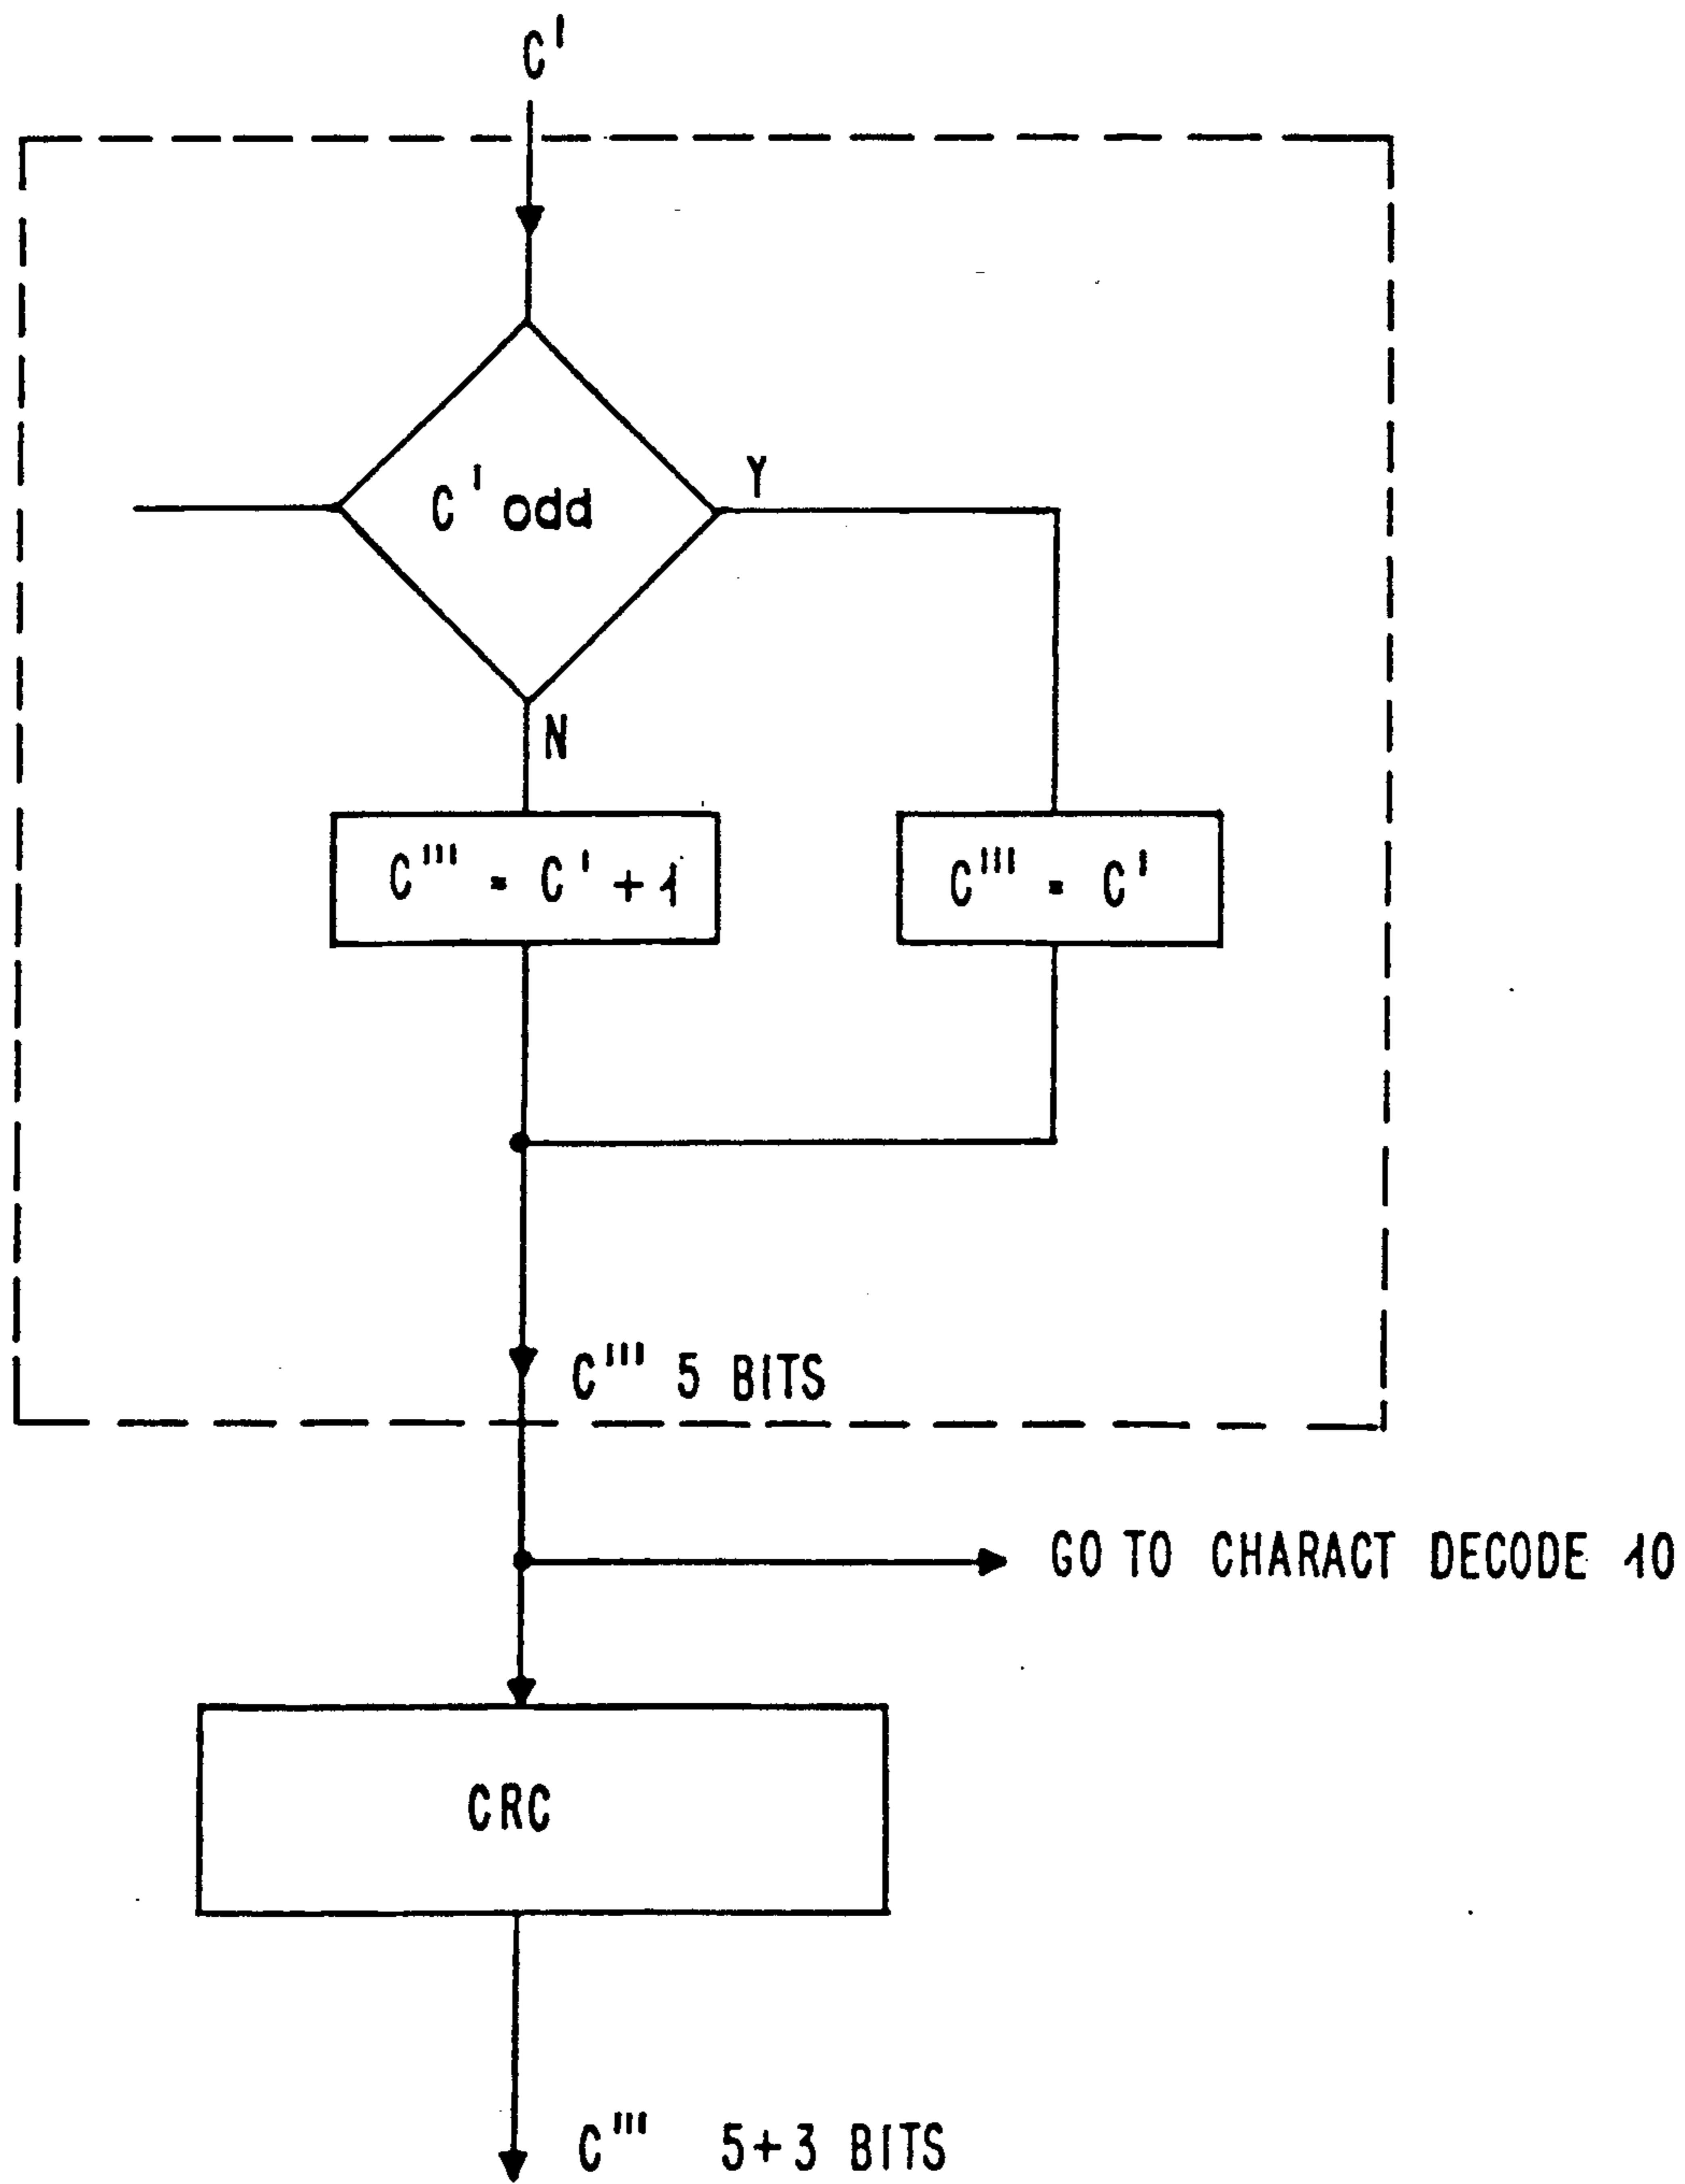 C'
C' odd
Y
N
C''' = C' + 1
C''' = C'
C''' 5 BITS
GO TO CHARACT DECODE 10
CRC
C''' 5+3 BITS